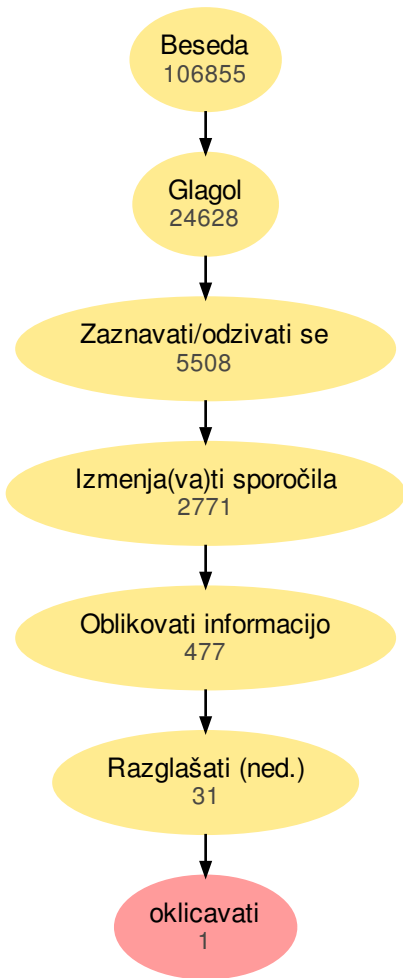 Beseda
106855
Glagol
24628
Zaznavati/odzivati se
5508
Izmenja(va)ti sporočila
2771
Oblikovati informacijo
477
Razglašati (ned.)
31
oklicavati
1